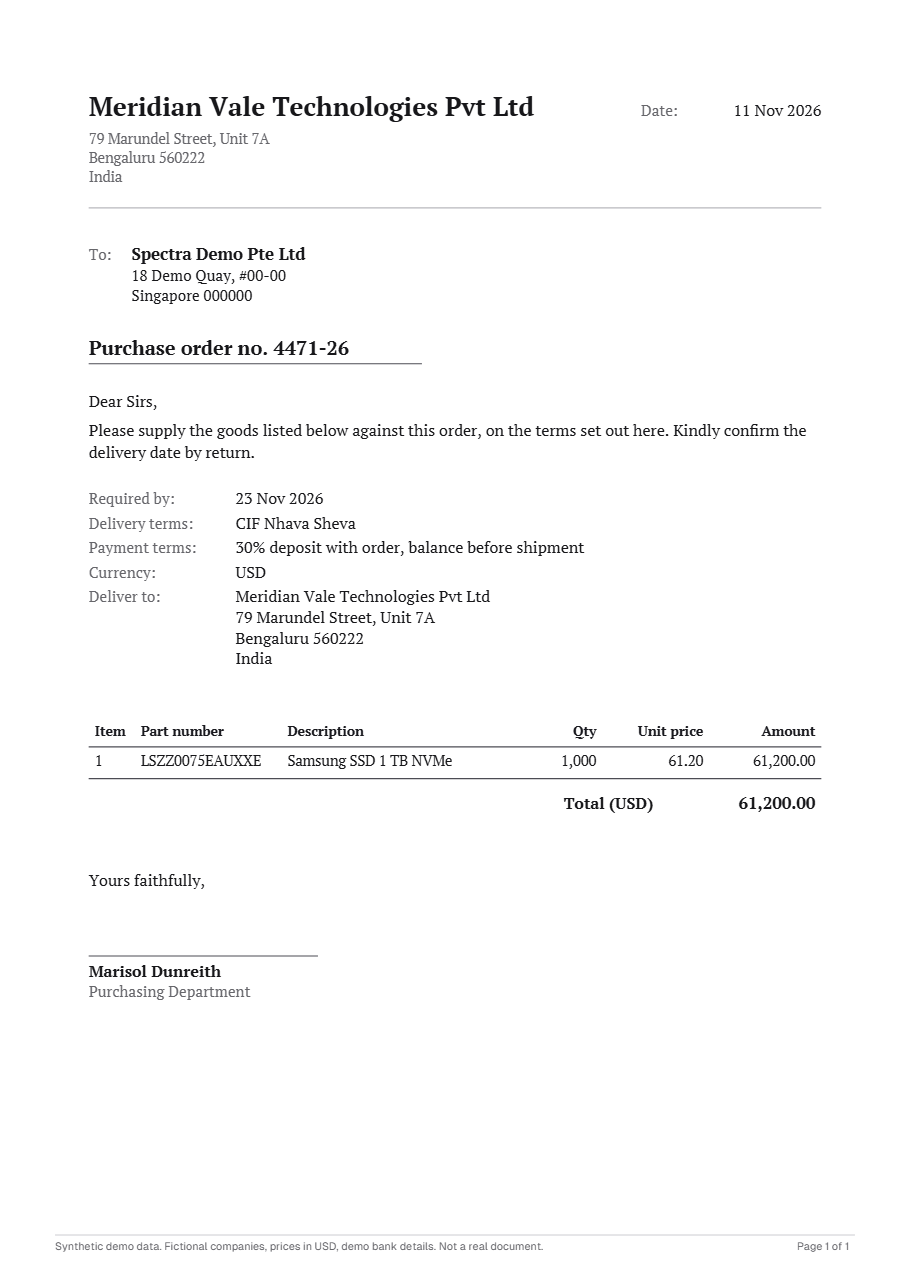 Meridian Vale Technologies Pvt Ltd
Date: 11 Nov 2026
79 Marundel Street, Unit 7A
Bengaluru 560222
India
To: Spectra Demo Pte Ltd
18 Demo Quay, #00-00
Singapore 000000
Purchase order no. 4471-26
Dear Sirs,
Please supply the goods listed below against this order, on the terms set out here. Kindly confirm the
delivery date by return.
Required by: 23 Nov 2026
Delivery terms: CIF Nhava Sheva
Payment terms: 30% deposit with order, balance before shipment
Currency: USD
Deliver to: Meridian Vale Technologies Pvt Ltd
79 Marundel Street, Unit 7A
Bengaluru 560222
India
Item Part number Description Qty Unit price Amount
1 LSZZ0075EAUXXE Samsung SSD 1 TB NVMe 1,000 61.20 61,200.00
Total (USD) 61,200.00
Yours faithfully,
Marisol Dunreith
Purchasing Department
Synthetic demo data. Fictional companies, prices in USD, demo bank details. Not a real document. Page 1 of 1